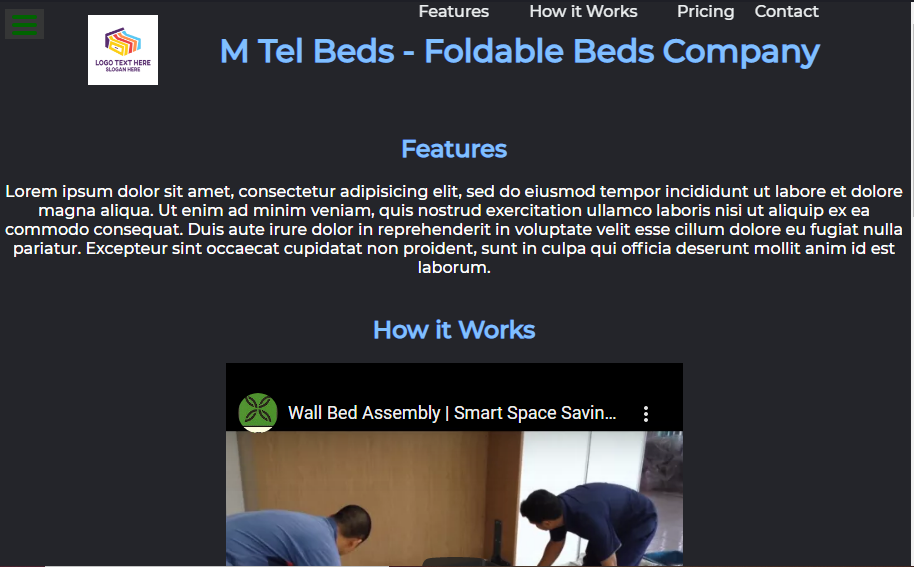 Features How it Works Pricing Contact
LOGO TEXT HERE
SLOGAN HERE
M Tel Beds - Foldable Beds Company
Features
Lorem ipsum dolor sit amet, consectetur adipisicing elit, sed do eiusmod tempor incididunt ut labore et dolore
magna aliqua. Ut enim ad minim veniam, quis nostrud exercitation ullamco laboris nisi ut aliquip ex ea
commodo consequat. Duis aute irure dolor in reprehenderit in voluptate velit esse cillum dolore eu fugiat nulla
pariatur. Excepteur sint occaecat cupidatat non proident, sunt in culpa qui officia deserunt mollit anim id est
laborum.
How it Works
Wall Bed Assembly | Smart Space Savin...